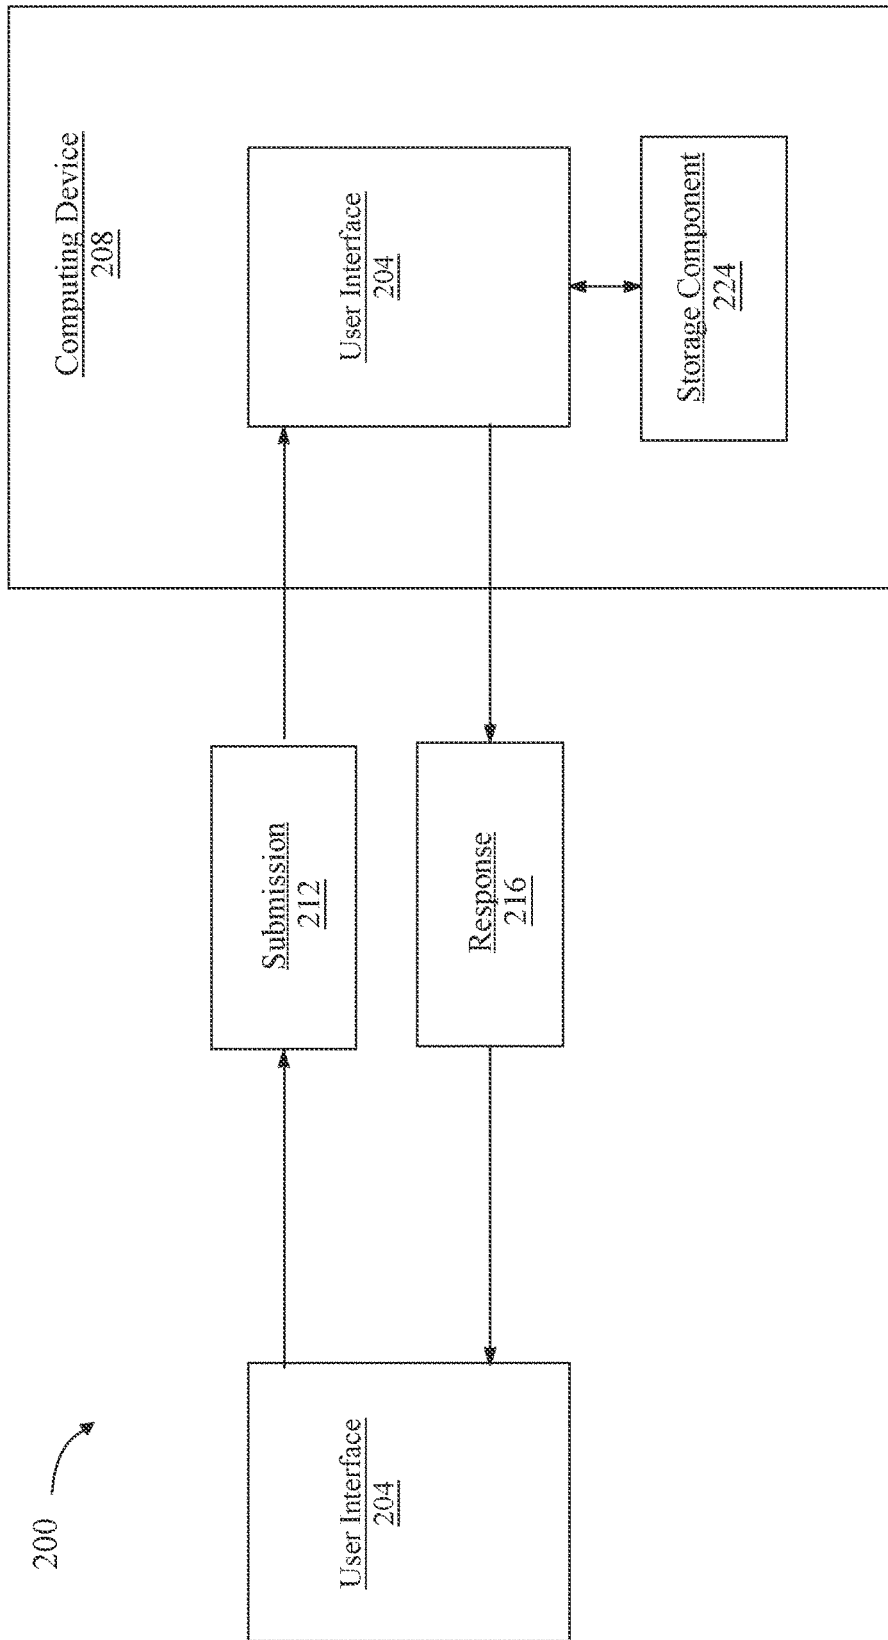 200
User Interface
204
Submission
212
Response
216
Computing Device
208
User Interface
204
Storage Component
224